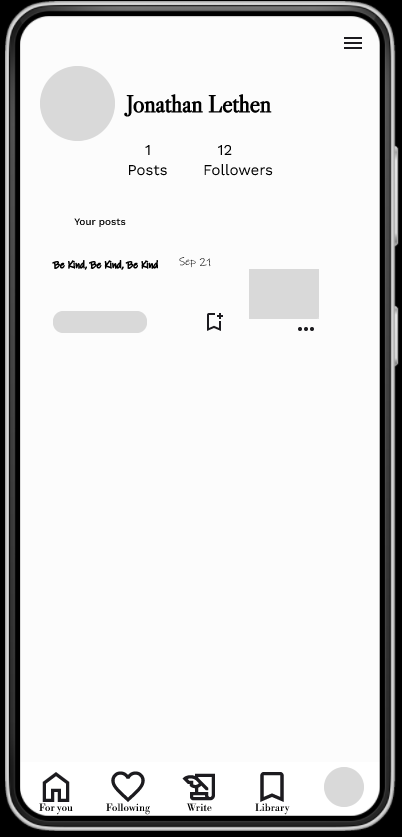 Jonathan Lethen
1 12
Posts Followers
Your posts
Be Kind, Be Kind, Be Kind Sep 21
For you Following Write Library